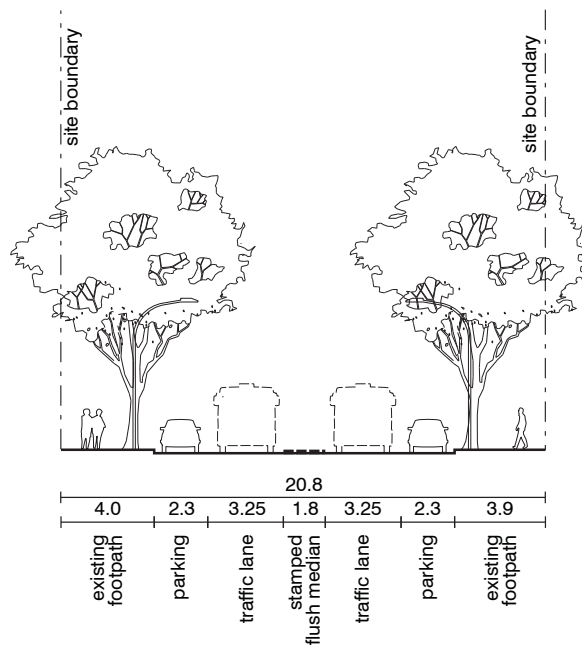 site boundary
site boundary
20.8
4.0 2.3 3.25 1.8 3.25 2.3 3.9
existing
footpath
parking
traffic lane
stamped
flush median
traffic lane
parking
existing
footpath